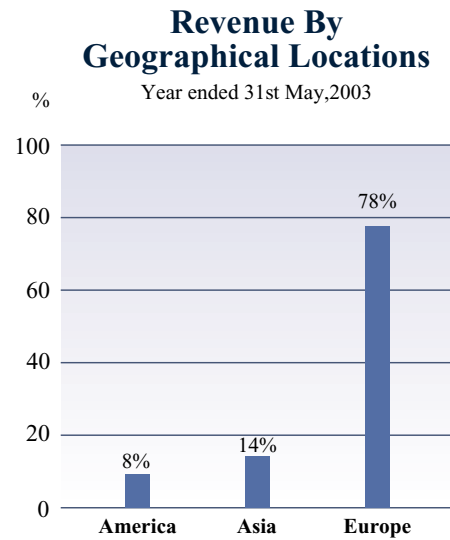 Revenue By
Geographical Locations
Year ended 31st May,2003
%
100
80
60
40
20
0
8%
14%
78%
America
Asia
Europe